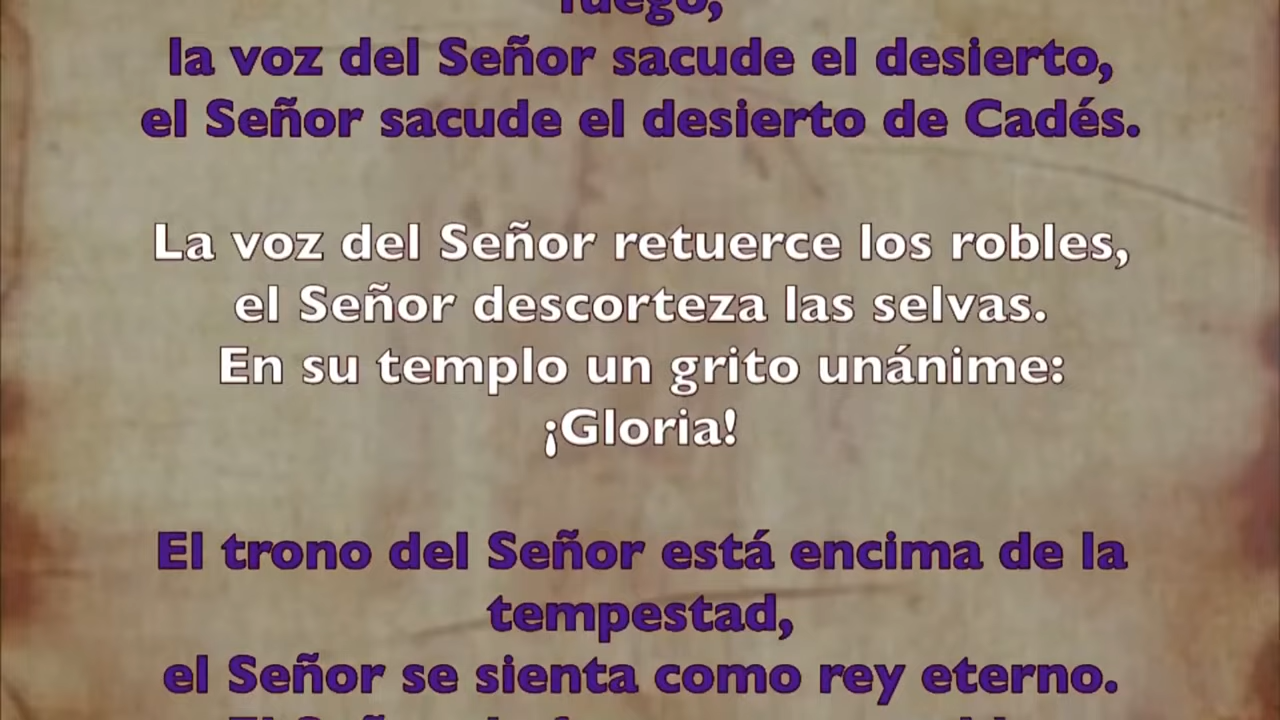 fuego,
la voz del Señor sacude el desierto,
el Señor sacude el desierto de Cadés.
La voz del Señor retuerce los robles,
el Señor descorteza las selvas.
En su templo un grito unánime:
¡Gloria!
El trono del Señor está encima de la
tempestad,
el Señor se sienta como rey eterno.
El Señor